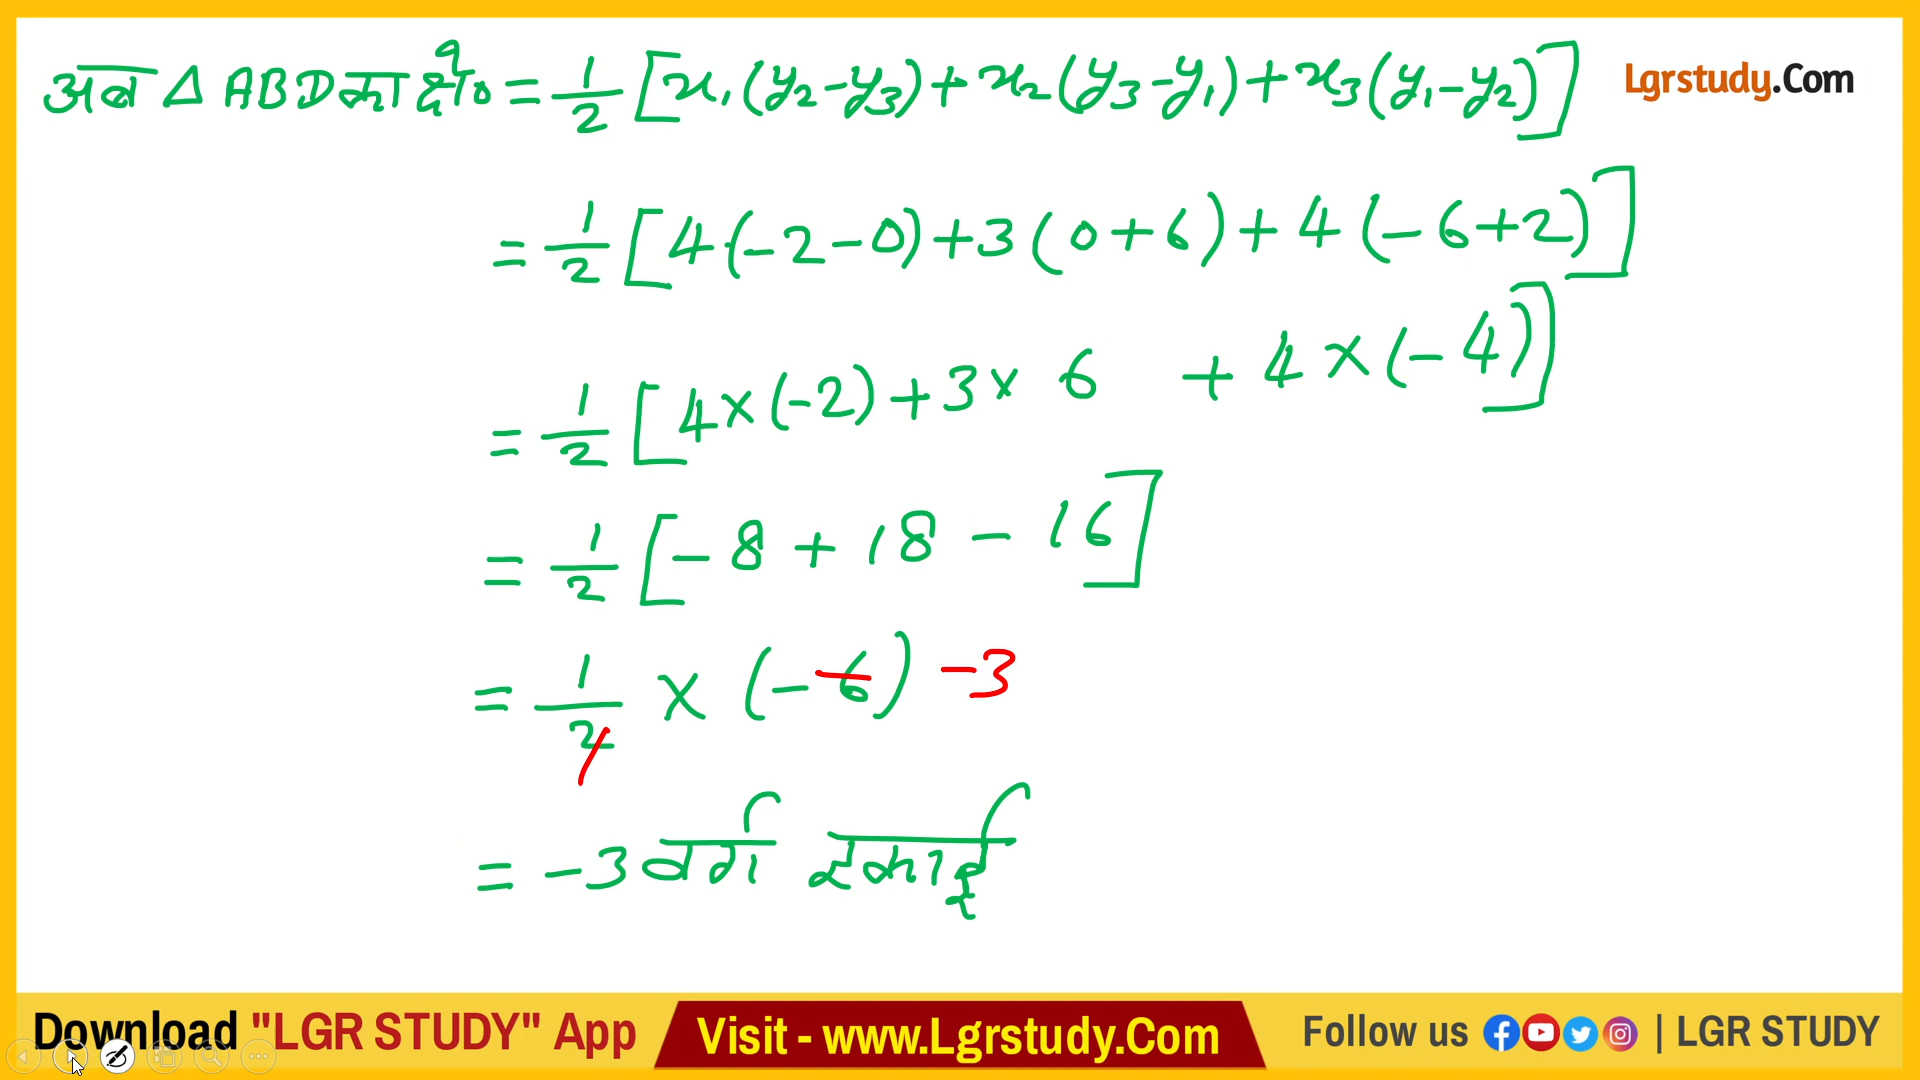 अब △ ABD का क्षे० = 1/2 [x₁(y₂-y₃)+x₂(y₃-y₁)+x₃(y₁-y₂)]
Lgrstudy.Com
= 1/2 [4(-2-0)+3(0+6)+4(-6+2)]
= 1/2 [4×(-2)+3×6 + 4×(-4)]
= 1/2 [-8+18-16]
= 1/2 × (-6) -3
= -3 वर्ग इकाई
Download "LGR STUDY" App
Visit - www.Lgrstudy.Com
Follow us | LGR STUDY